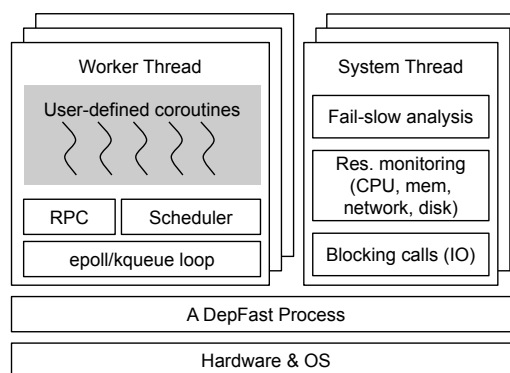 Worker Thread
User-defined coroutines
RPC
Scheduler
epoll/kqueue loop
System Thread
Fail-slow analysis
Res. monitoring
(CPU, mem,
network, disk)
Blocking calls (IO)
A DepFast Process
Hardware & OS